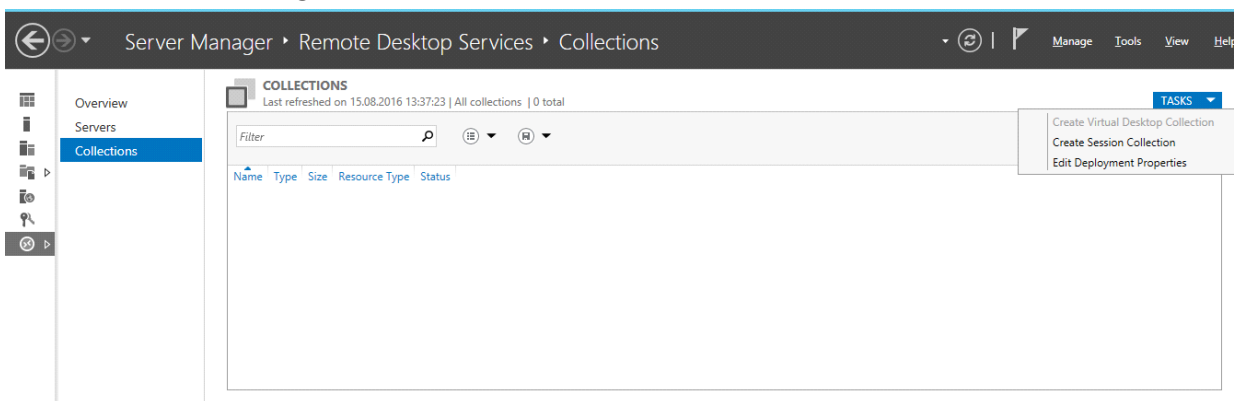 Server Manager ‣ Remote Desktop Services ‣ Collections
Manage Tools View Help
Overview
Servers
Collections
COLLECTIONS
Last refreshed on 15.08.2016 13:37:23 | All collections | 0 total
TASKS
Filter
Create Virtual Desktop Collection
Create Session Collection
Edit Deployment Properties
Name Type Size Resource Type Status